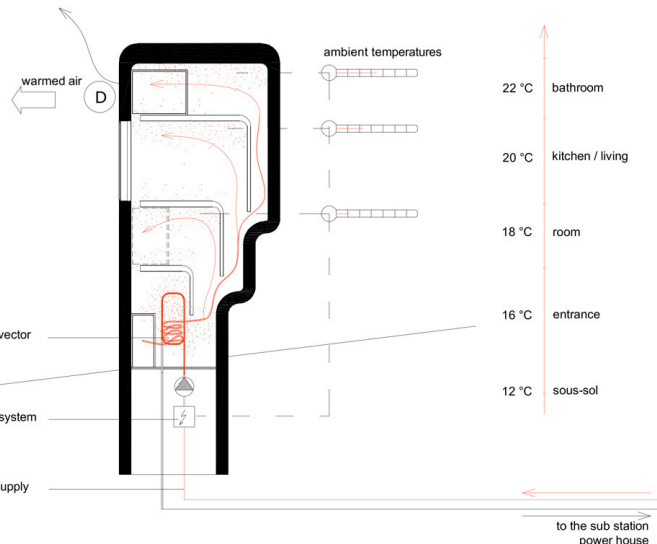 ambient temperatures
warmed air
D
22 °C bathroom
20 °C kitchen / living
18 °C room
16 °C entrance
vector
12 °C sous-sol
system
upply
to the sub station
power house